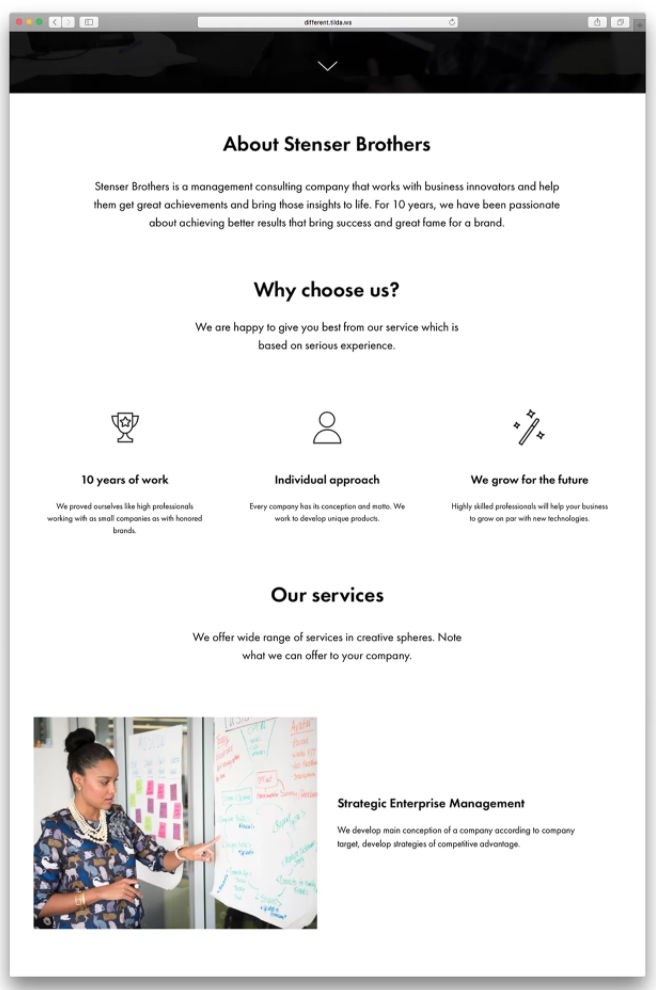 different.tilda.ws
About Stenser Brothers
Stenser Brothers is a management consulting company that works with business innovators and help
them get great achievements and bring those insights to life. For 10 years, we have been passionate
about achieving better results that bring success and great fame for a brand.
Why choose us?
We are happy to give you best from our service which is
based on serious experience.
10 years of work
We proved ourselves like high professionals
working with as small companies as with honored
brands.
Individual approach
Every company has its conception and motto. We
work to develop unique products.
We grow for the future
Highly skilled professionals will help your business
to grow on par with new technologies.
Our services
We offer wide range of services in creative spheres. Note
what we can offer to your company.
Strategic Enterprise Management
We develop main conception of a company according to company
target, develop strategies of competitive advantage.